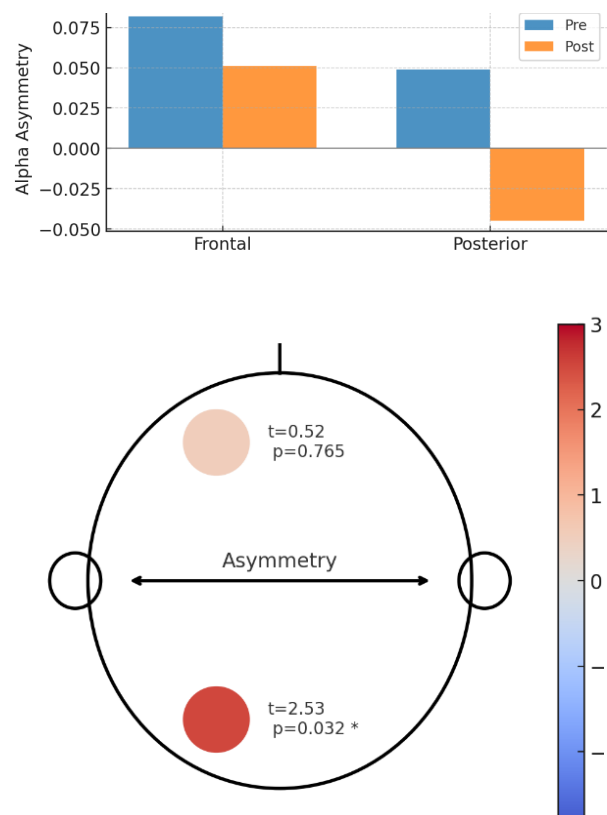 0.075
0.050
0.025
0.000
−0.025
−0.050
Alpha Asymmetry
Pre
Post
Frontal
Posterior
t=0.52
p=0.765
Asymmetry
t=2.53
p=0.032 *
3
2
1
0